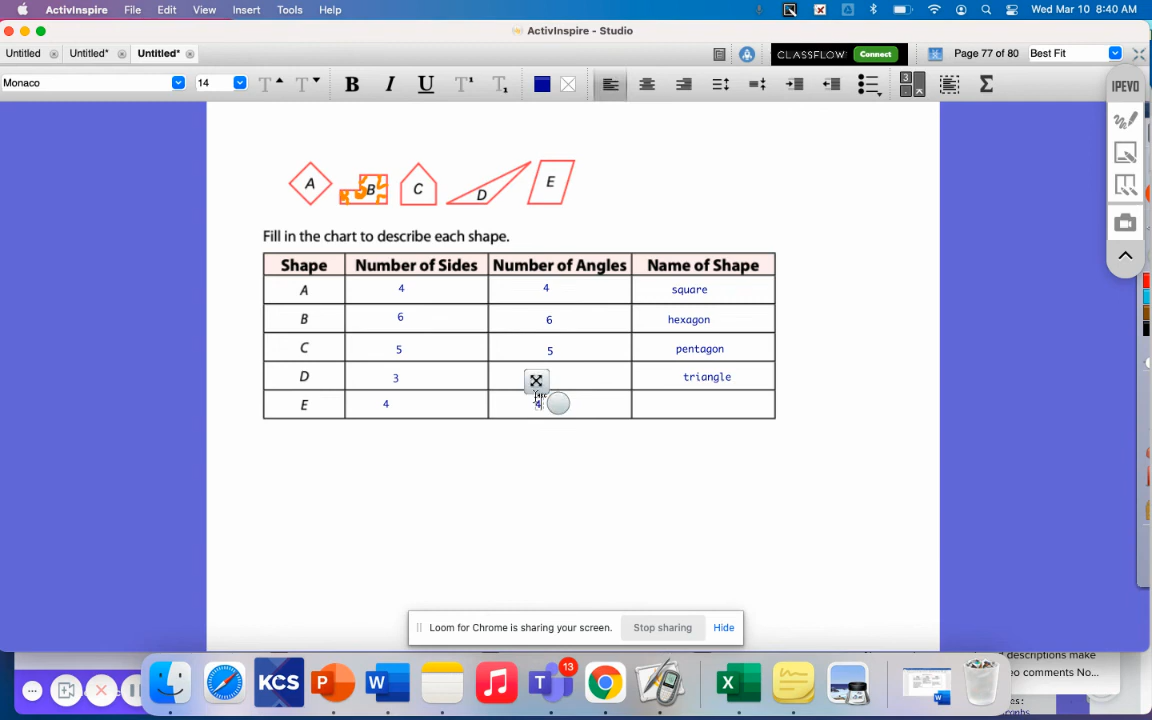 ActivInspire File Edit View Insert Tools Help Wed Mar 10 8:40 AM
ActivInspire - Studio
Untitled Untitled* Untitled* CLASSFLOW Connect Page 77 of 80 Best Fit
Monaco 14 B I U
IPEVO
A B C D E
Fill in the chart to describe each shape.
Shape Number of Sides Number of Angles Name of Shape
A 4 4 square
B 6 6 hexagon
C 5 5 pentagon
D 3 triangle
E 4 4
Loom for Chrome is sharing your screen. Stop sharing Hide
KCS 13